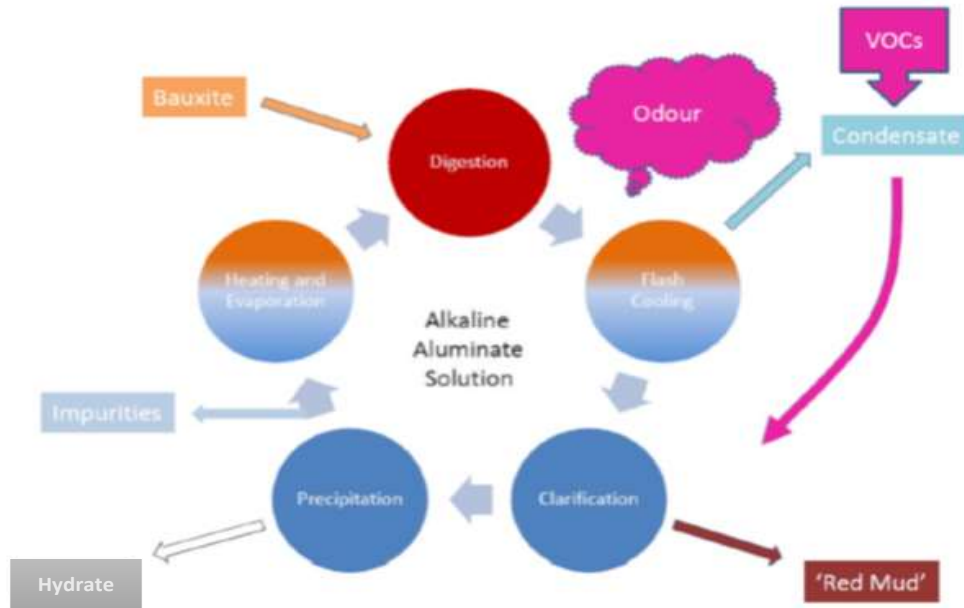 VOCs
Bauxite
Odour
Condensate
Digestion
Heating and
Evaporation
Flash
Cooling
Alkaline
Aluminate
Solution
Impurities
Precipitation
Clarification
Hydrate
'Red Mud'